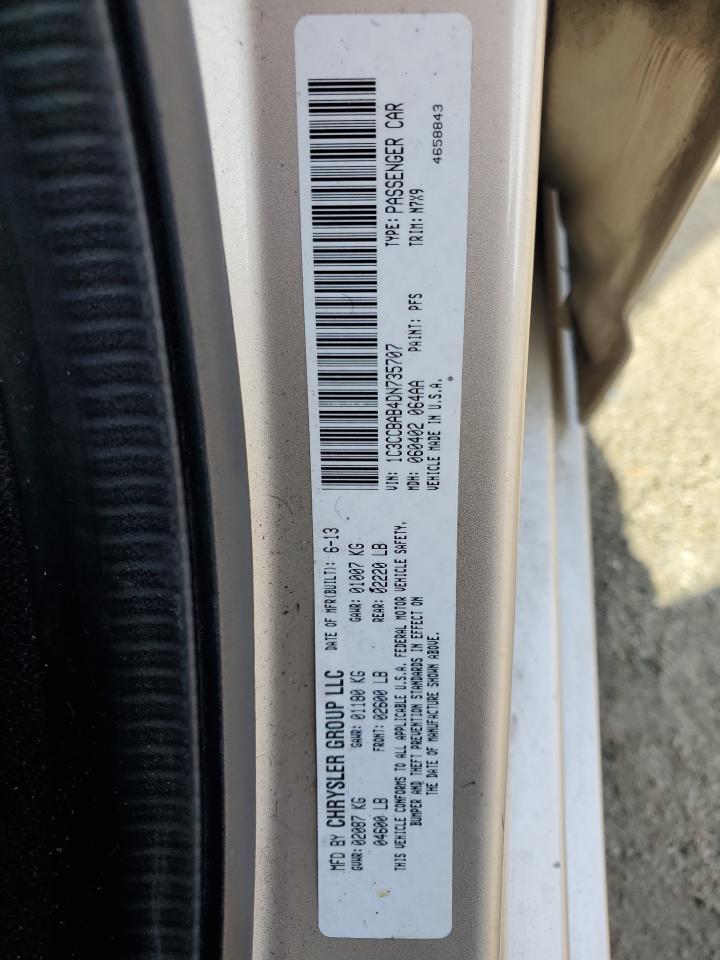 MFD BY CHRYSLER GROUP LLC DATE OF MFR(BUILT): 6-13
GVWR: 02087 KG GAWR: 01180 KG GAWR: 01007 KG
04600 LB FRONT: 02600 LB REAR: 02220 LB
THIS VEHICLE CONFORMS TO ALL APPLICABLE U.S.A. FEDERAL MOTOR VEHICLE SAFETY,
BUMPER AND THEFT PREVENTION STANDARDS IN EFFECT ON
THE DATE OF MANUFACTURE SHOWN ABOVE.
VIN: 1C3CCBAB4DN735707 TYPE: PASSENGER CAR
MDH: 060402 064AA PAINT: PFS TRIM: N7X9
VEHICLE MADE IN U.S.A. 4658843